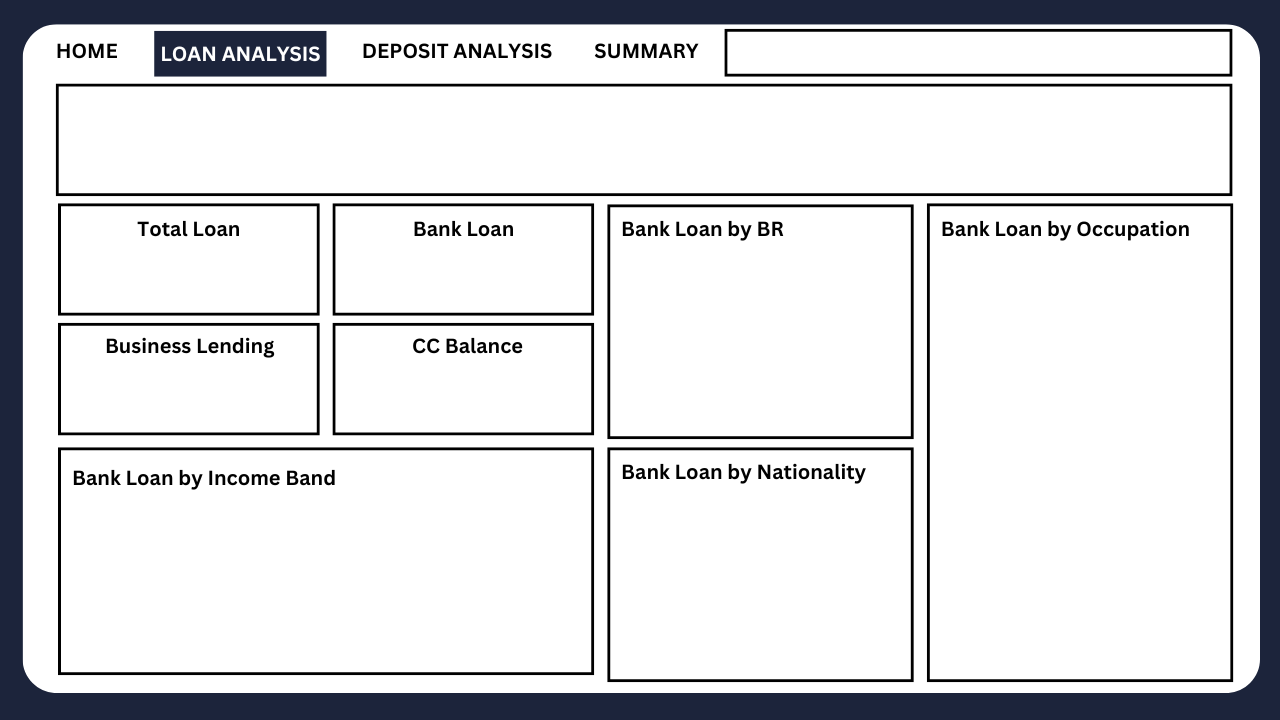 HOME
LOAN ANALYSIS
DEPOSIT ANALYSIS
SUMMARY
Total Loan
Bank Loan
Bank Loan by BR
Bank Loan by Occupation
Business Lending
CC Balance
Bank Loan by Income Band
Bank Loan by Nationality